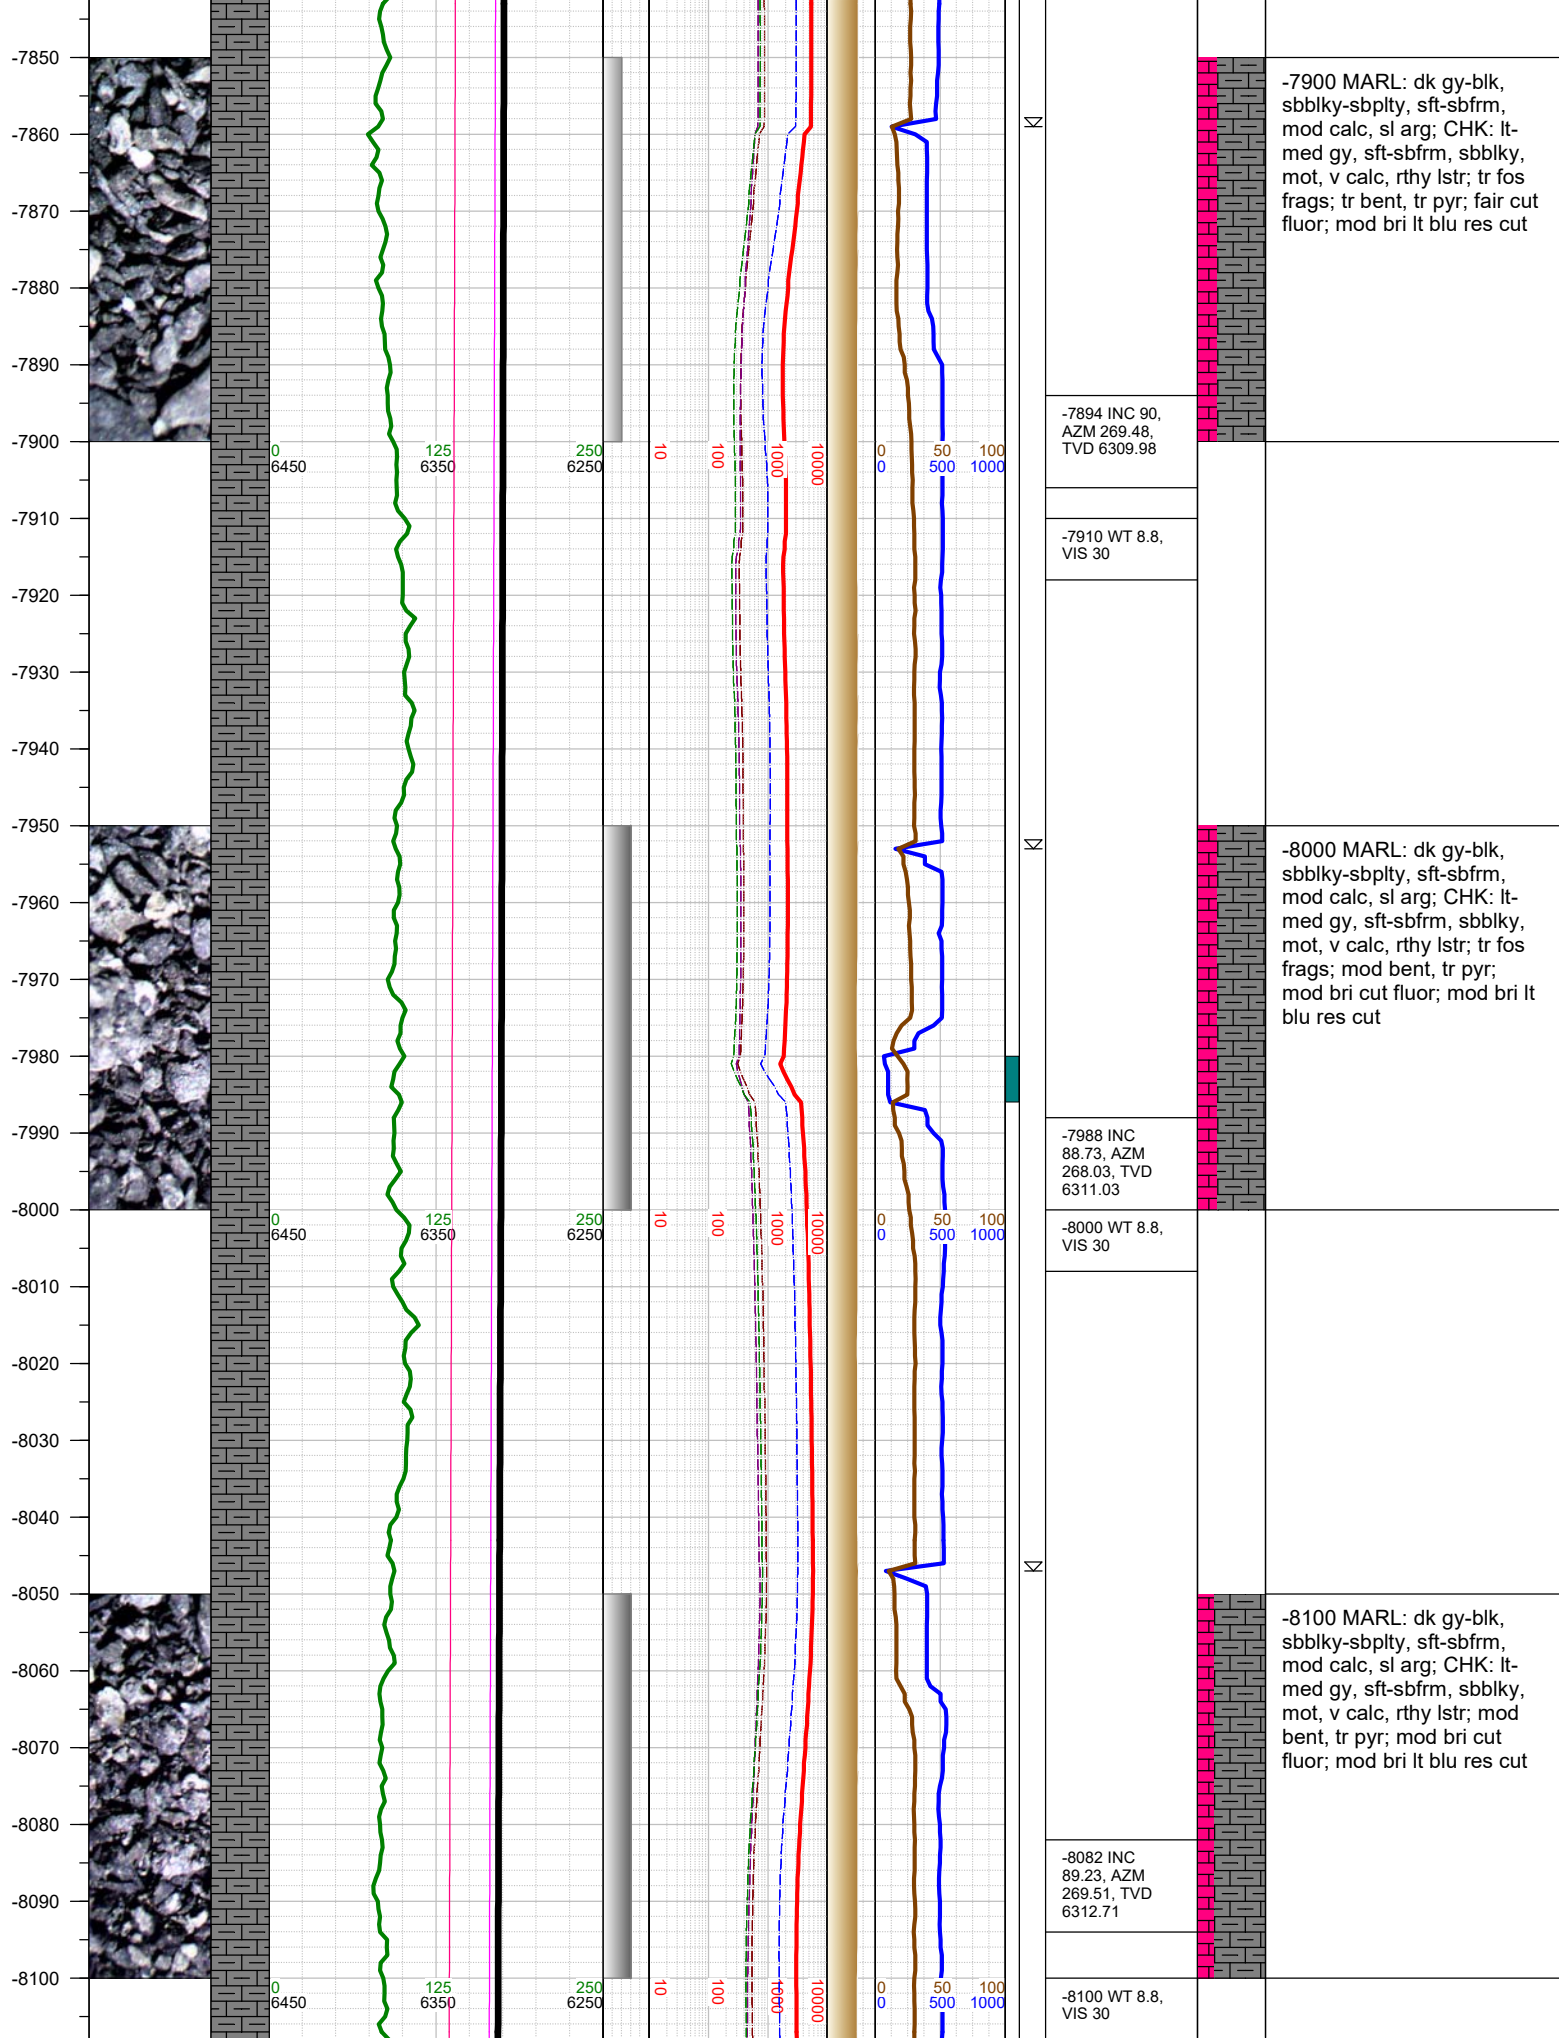 -7850
-7900 MARL: dk gy-blk,
sbblky-sbplty, sft-sbfrm,
mod calc, sl arg; CHK: lt-
med gy, sft-sbfrm, sbblky,
mot, v calc, rthy lstr; tr fos
frags; tr bent, tr pyr; fair cut
fluor; mod bri lt blu res cut
-7860
-7870
-7880
-7890
-7894 INC 90,
AZM 269.48,
TVD 6309.98
-7900
0 125 250 10 100 1000 10000 0 50 100
6450 6350 6250 0 500 1000
-7910
-7910 WT 8.8,
VIS 30
-7920
-7930
-7940
-7950
-8000 MARL: dk gy-blk,
sbblky-sbplty, sft-sbfrm,
mod calc, sl arg; CHK: lt-
med gy, sft-sbfrm, sbblky,
mot, v calc, rthy lstr; tr fos
frags; mod bent, tr pyr;
mod bri cut fluor; mod bri lt
blu res cut
-7960
-7970
-7980
-7990
-7988 INC
88.73, AZM
268.03, TVD
6311.03
-8000
0 125 250 10 100 1000 10000 0 50 100
6450 6350 6250 0 500 1000
-8000 WT 8.8,
VIS 30
-8010
-8020
-8030
-8040
-8050
-8100 MARL: dk gy-blk,
sbblky-sbplty, sft-sbfrm,
mod calc, sl arg; CHK: lt-
med gy, sft-sbfrm, sbblky,
mot, v calc, rthy lstr; mod
bent, tr pyr; mod bri cut
fluor; mod bri lt blu res cut
-8060
-8070
-8080
-8082 INC
89.23, AZM
269.51, TVD
6312.71
-8090
-8100
0 125 250 10 100 1000 10000 0 50 100
6450 6350 6250 0 500 1000
-8100 WT 8.8,
VIS 30